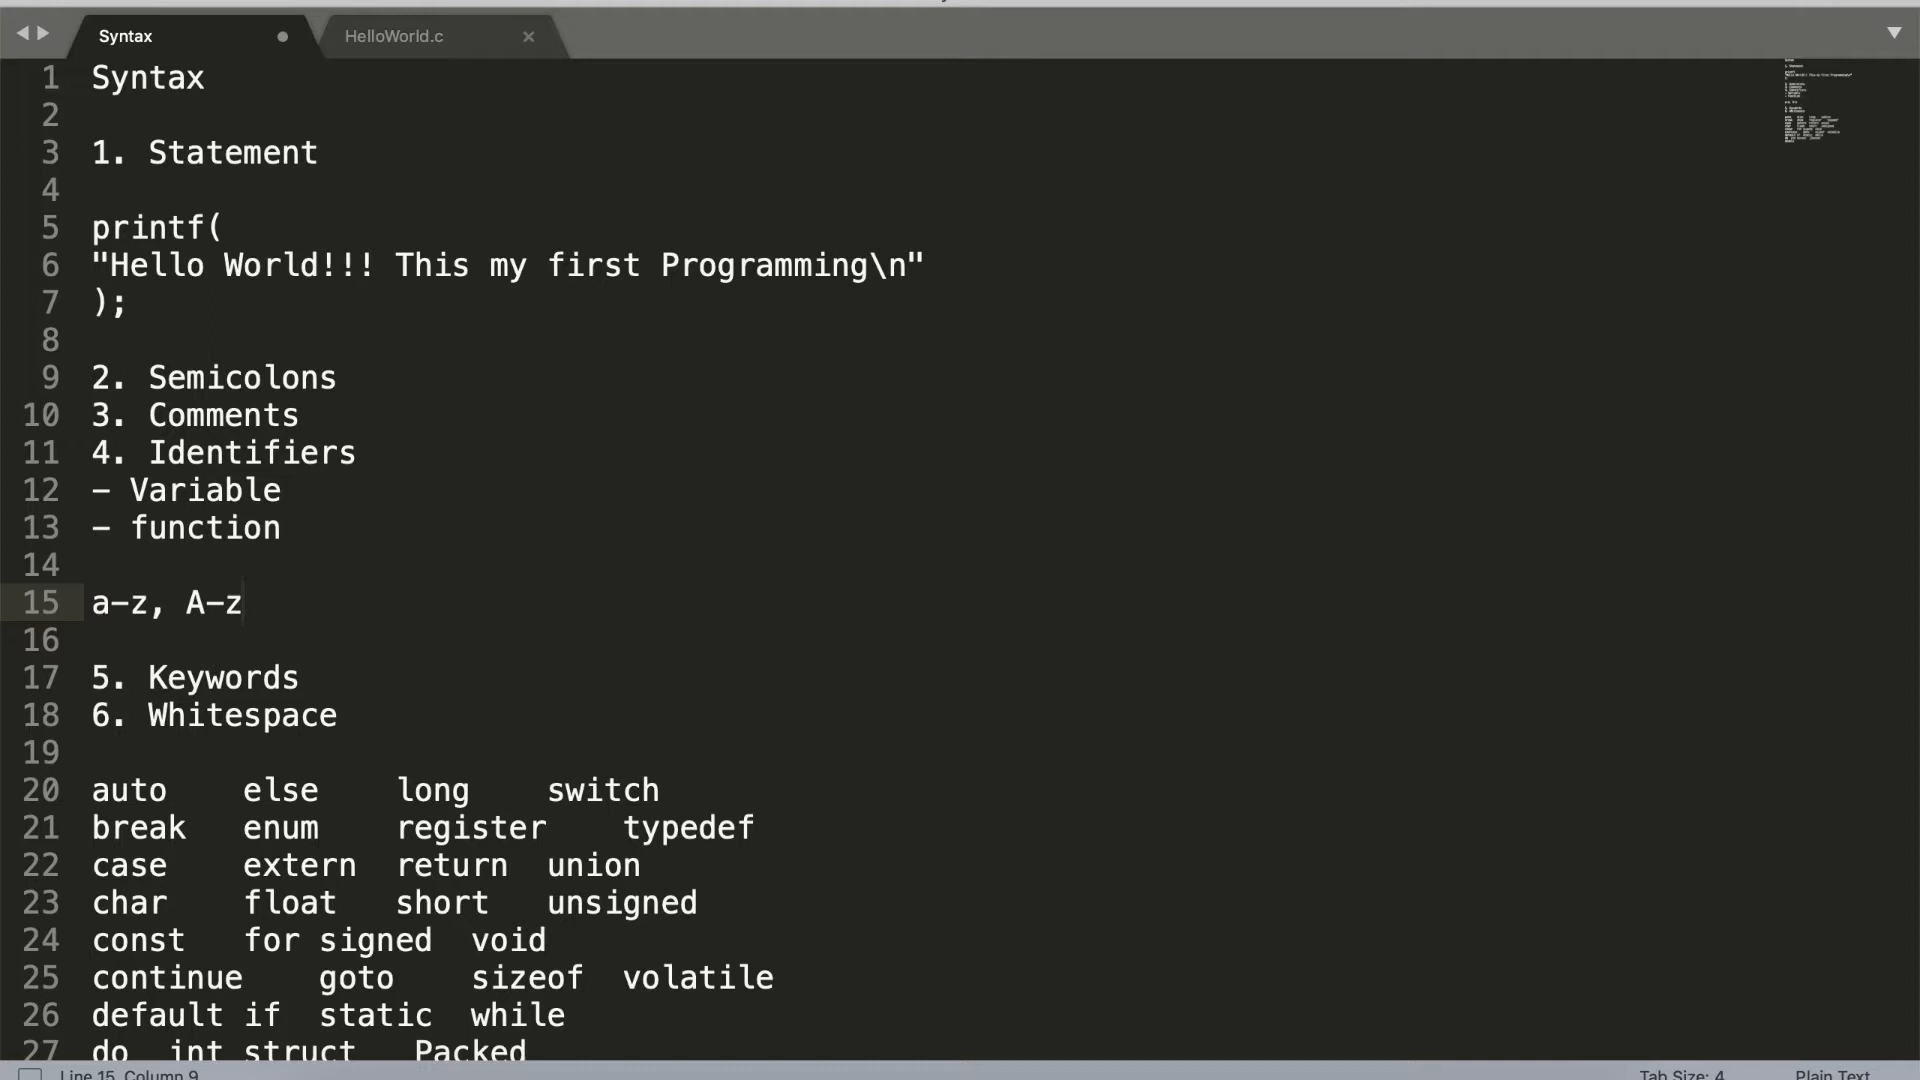 Syntax HelloWorld.c
1 Syntax
2
3 1. Statement
4
5 printf(
6 "Hello World!!! This my first Programming\n"
7 );
8
9 2. Semicolons
10 3. Comments
11 4. Identifiers
12 - Variable
13 - function
14
15 a-z, A-z
16
17 5. Keywords
18 6. Whitespace
19
20 auto else long switch
21 break enum register typedef
22 case extern return union
23 char float short unsigned
24 const for signed void
25 continue goto sizeof volatile
26 default if static while
27 do int struct Packed
Line 15, Column 9 Tab Size: 4 Plain Text